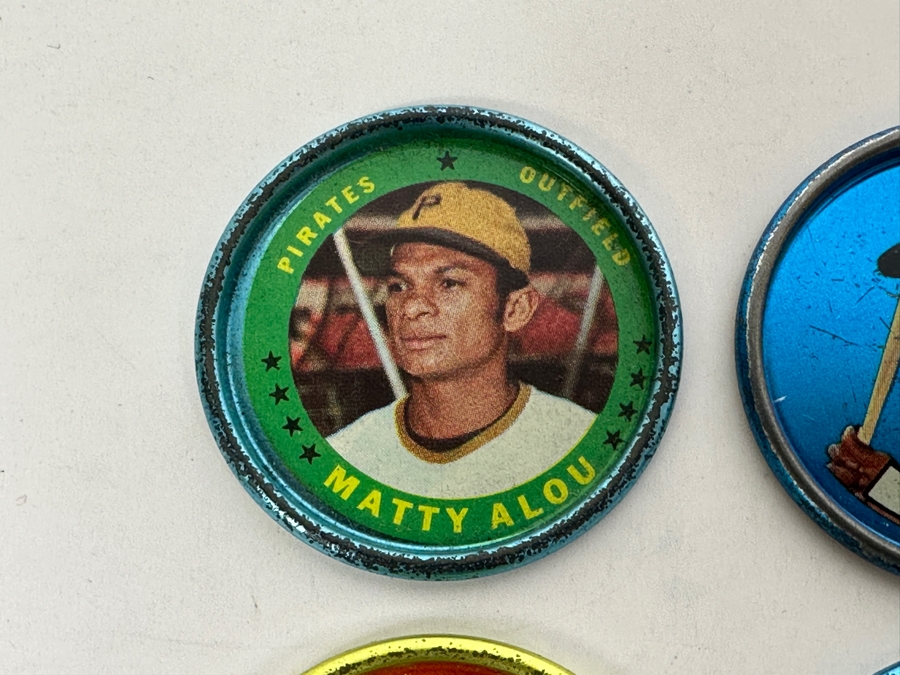 PIRATES
OUTFIELD
P
MATTY ALOU